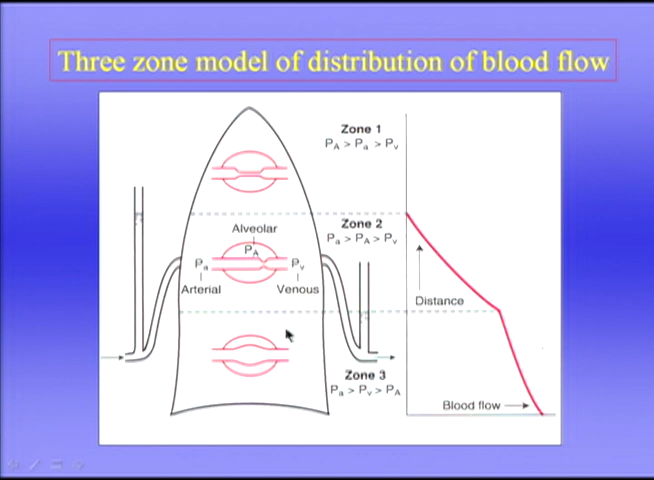 Three zone model of distribution of blood flow
Zone 1
PA > Pa > Pv
Zone 2
Pa > PA > Pv
Alveolar
PA
Pa
Pv
Arterial
Venous
Distance
Zone 3
Pa > Pv > PA
Blood flow